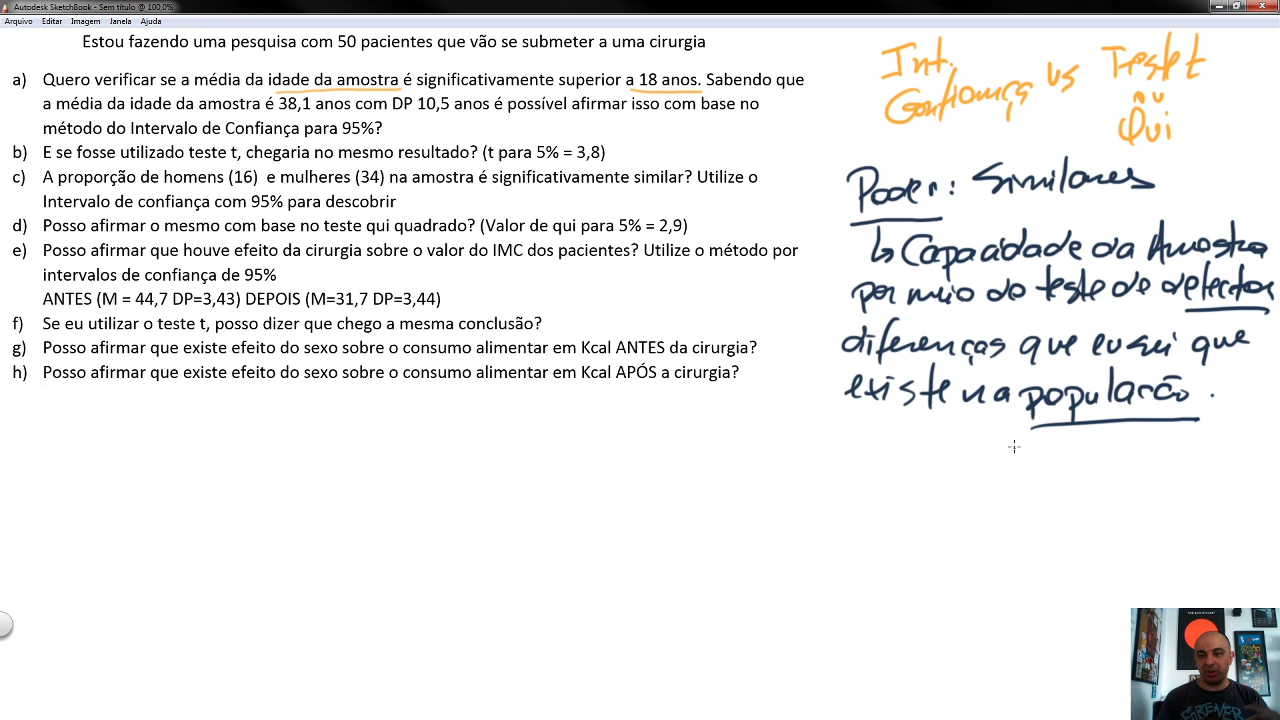 Autodesk SketchBook - Sem título @ 100,0%
Arquivo Editar Imagem Janela Ajuda
Estou fazendo uma pesquisa com 50 pacientes que vão se submeter a uma cirurgia
a) Quero verificar se a média da idade da amostra é significativamente superior a 18 anos. Sabendo que
a média da idade da amostra é 38,1 anos com DP 10,5 anos é possível afirmar isso com base no
método do Intervalo de Confiança para 95%?
b) E se fosse utilizado teste t, chegaria no mesmo resultado? (t para 5% = 3,8)
c) A proporção de homens (16) e mulheres (34) na amostra é significativamente similar? Utilize o
Intervalo de confiança com 95% para descobrir
d) Posso afirmar o mesmo com base no teste qui quadrado? (Valor de qui para 5% = 2,9)
e) Posso afirmar que houve efeito da cirurgia sobre o valor do IMC dos pacientes? Utilize o método por
intervalos de confiança de 95%
ANTES (M = 44,7 DP=3,43) DEPOIS (M=31,7 DP=3,44)
f) Se eu utilizar o teste t, posso dizer que chego a mesma conclusão?
g) Posso afirmar que existe efeito do sexo sobre o consumo alimentar em Kcal ANTES da cirurgia?
h) Posso afirmar que existe efeito do sexo sobre o consumo alimentar em Kcal APÓS a cirurgia?
Int.
Confiança vs Teste t
ou
Qui
Poder: Similares
↳ Capacidade da Amostra
por meio do teste de detectar
diferenças que eu sei que
existe na população.